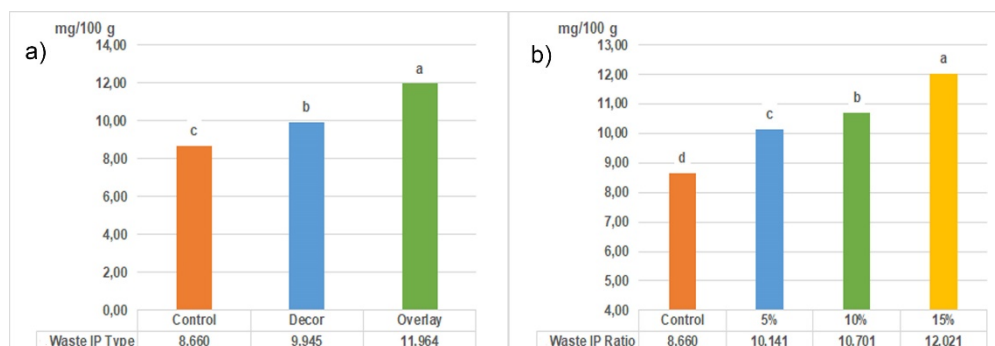 a)
mg/100 g
14,00
12,00
10,00
8,00
6,00
4,00
2,00
0,00
c
b
a
Control Decor Overlay
Waste IP Type 8.660 9.945 11.964
b)
mg/100 g
13,00
12,00
11,00
10,00
9,00
8,00
7,00
6,00
5,00
4,00
d
c
b
a
Control 5% 10% 15%
Waste IP Ratio 8.660 10.141 10.701 12.021